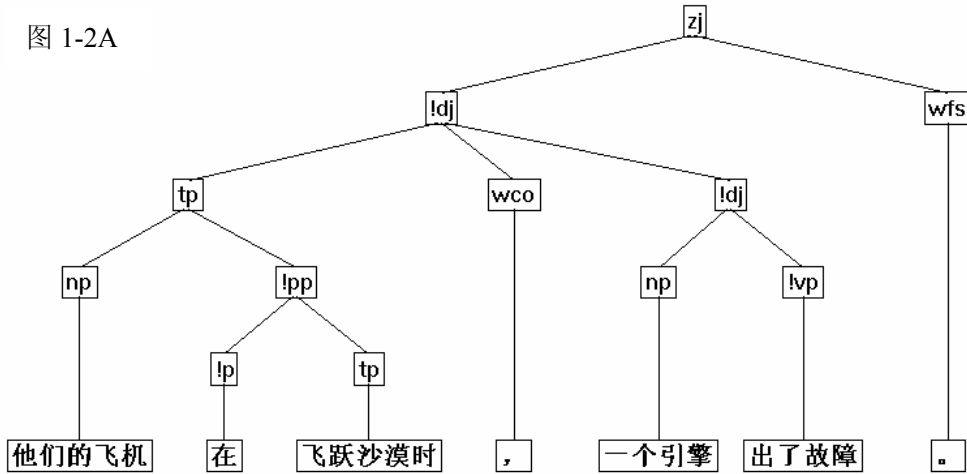 图 1-2A
zj
!dj
wfs
tp
wco
!dj
np
!pp
np
!vp
!p
tp
他们的飞机 在 飞跃沙漠时 , 一个引擎 出了故障 。